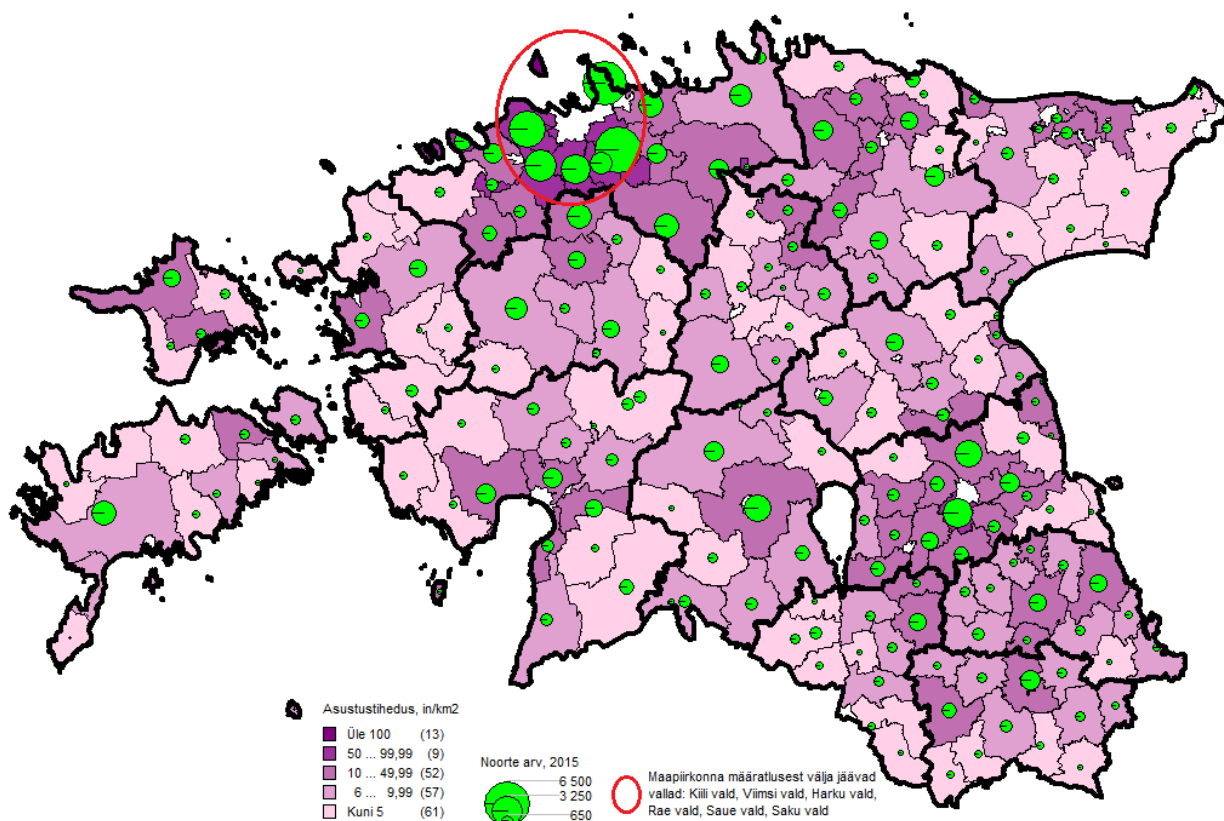 Asustustihedus, in/km2
Üle 100 (13)
50 ... 99,99 (9)
10 ... 49,99 (52)
6 ... 9,99 (57)
Kuni 5 (61)
Noorte arv, 2015
6 500
3 250
650
Maapiirkonna määratlusest välja jäävad
vallad: Kiili vald, Viimsi vald, Harku vald,
Rae vald, Saue vald, Saku vald